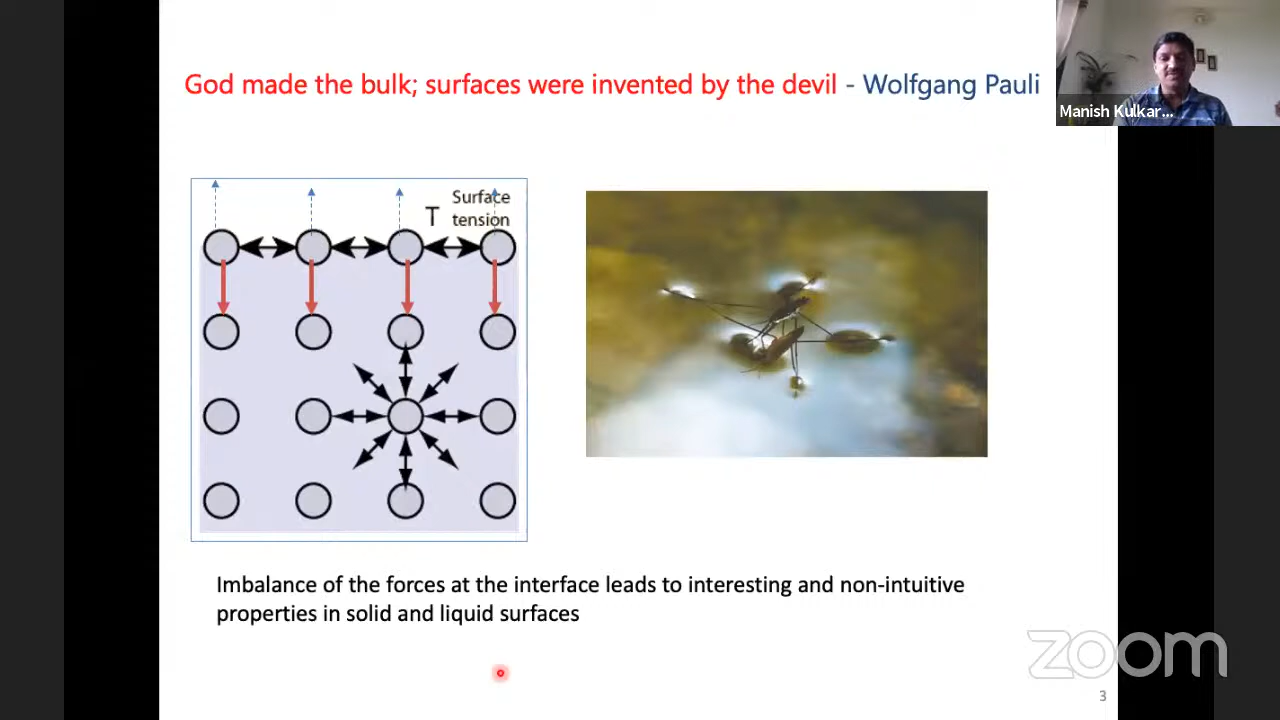 God made the bulk; surfaces were invented by the devil - Wolfgang Pauli
Manish Kulkar...
Surface
T tension
Imbalance of the forces at the interface leads to interesting and non-intuitive
properties in solid and liquid surfaces
zoom
3